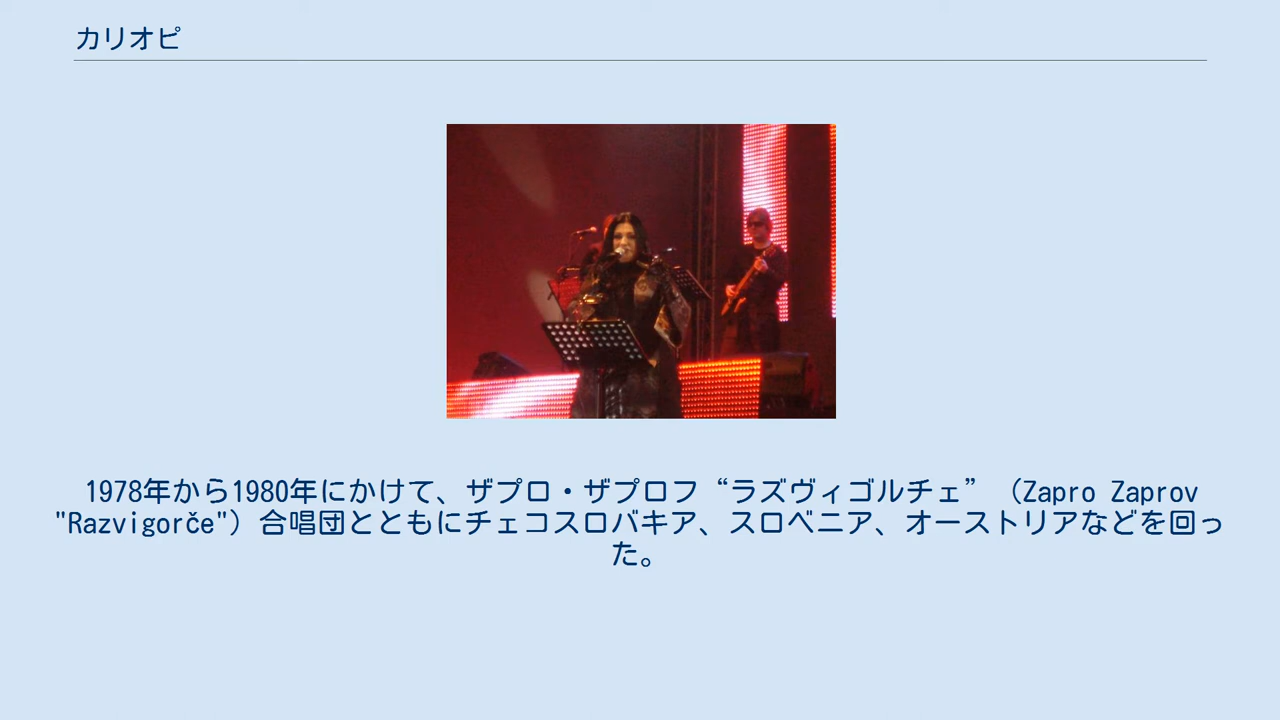 カリオピ
1978年から1980年にかけて、ザプロ・ザプロフ“ラズヴィゴルチェ”（Zapro Zaprov
"Razvigorče"）合唱団とともにチェコスロバキア、スロベニア、オーストリアなどを回っ
た。